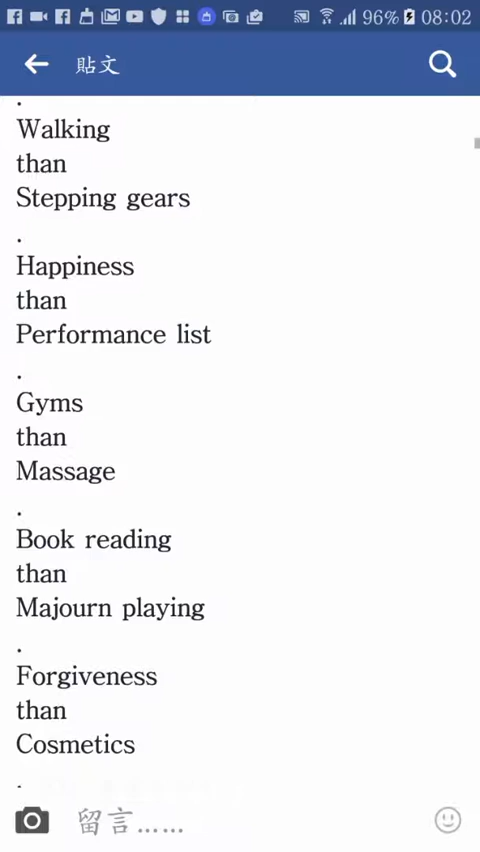 96% 08:02
貼文
.
Walking
than
Stepping gears
.
Happiness
than
Performance list
.
Gyms
than
Massage
.
Book reading
than
Majourn playing
.
Forgiveness
than
Cosmetics
.
留言......